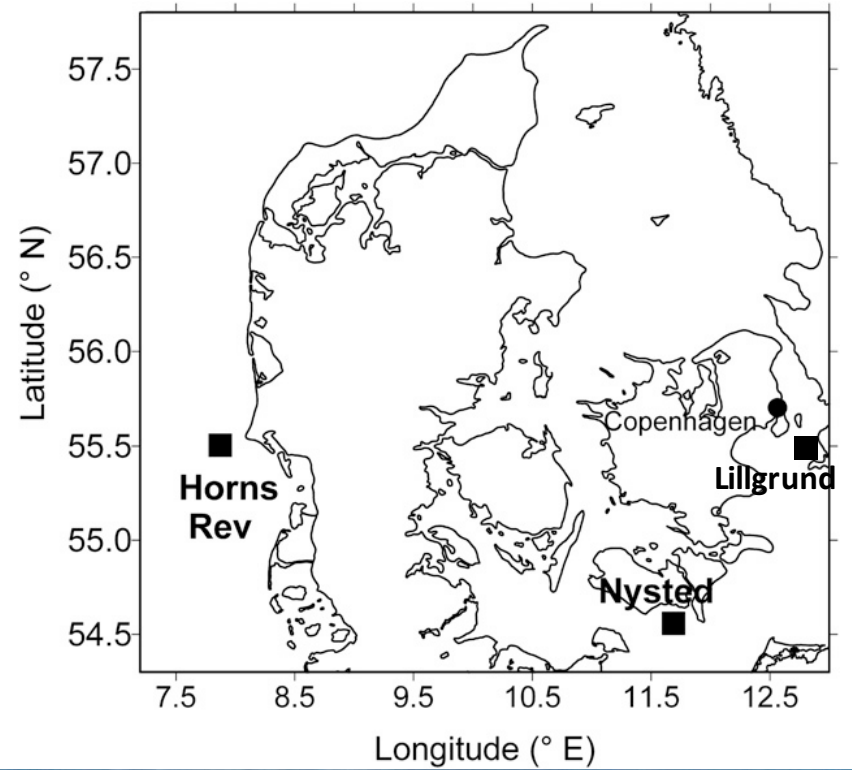 57.5
57.0
56.5
56.0
55.5
55.0
54.5
Latitude (° N)
Copenhagen
Lillgrund
Horns
Rev
Nysted
7.5 8.5 9.5 10.5 11.5 12.5
Longitude (° E)